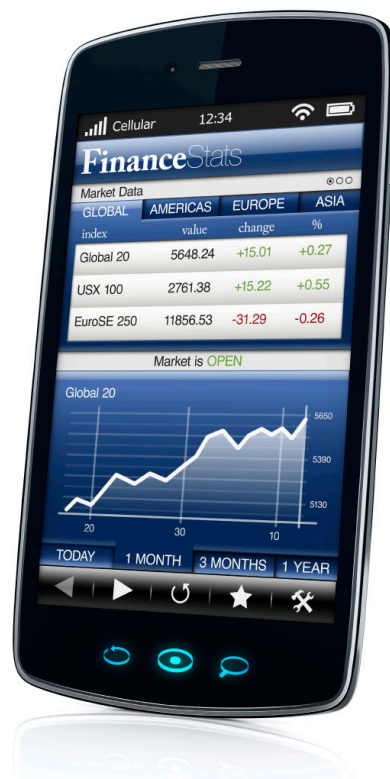 Cellular 12:34
FinanceStats
Market Data
GLOBAL AMERICAS EUROPE ASIA
index value change %
Global 20 5648.24 +15.01 +0.27
USX 100 2761.38 +15.22 +0.55
EuroSE 250 11856.53 -31.29 -0.26
Market is OPEN
Global 20
5650
5390
5130
20 30 10
TODAY 1 MONTH 3 MONTHS 1 YEAR